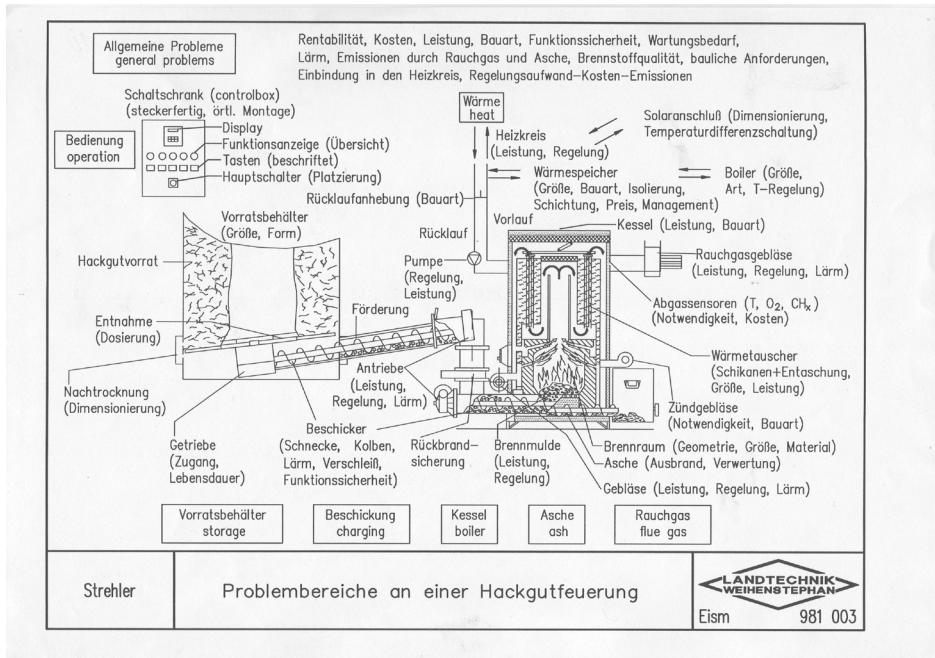 Allgemeine Probleme
general problems
Rentabilität, Kosten, Leistung, Bauart, Funktionssicherheit, Wartungsbedarf,
Lärm, Emissionen durch Rauchgas und Asche, Brennstoffqualität, bauliche Anforderungen,
Einbindung in den Heizkreis, Regelungsaufwand-Kosten-Emissionen
Schaltschrank (controlbox)
(steckerfertig, örtl. Montage)
Bedienung
operation
Display
Funktionsanzeige (Übersicht)
Tasten (beschriftet)
Hauptschalter (Platzierung)
Wärme
heat
Heizkreis
(Leistung, Regelung)
Solaranschluß (Dimensionierung,
Temperaturdifferenzschaltung)
Wärmespeicher
(Größe, Bauart, Isolierung,
Schichtung, Preis, Management)
Boiler (Größe,
Art, T-Regelung)
Rücklaufanhebung (Bauart)
Vorlauf
Kessel (Leistung, Bauart)
Rücklauf
Vorratsbehälter
(Größe, Form)
Hackgutvorrat
Pumpe
(Regelung,
Leistung)
Rauchgasgebläse
(Leistung, Regelung, Lärm)
Abgassensoren (T, O2, CHx)
(Notwendigkeit, Kosten)
Entnahme
(Dosierung)
Förderung
Wärmetauscher
(Schikanen+Entaschung,
Größe, Leistung)
Nachtrocknung
(Dimensionierung)
Antriebe
(Leistung,
Regelung, Lärm)
Zündgebläse
(Notwendigkeit, Bauart)
Getriebe
(Zugang,
Lebensdauer)
Beschicker
(Schnecke, Kolben,
Lärm, Verschleiß,
Funktionssicherheit)
Rückbrand-
sicherung
Brennmulde
(Leistung,
Regelung)
Brennraum (Geometrie, Größe, Material)
Asche (Ausbrand, Verwertung)
Gebläse (Leistung, Regelung, Lärm)
Vorratsbehälter
storage
Beschickung
charging
Kessel
boiler
Asche
ash
Rauchgas
flue gas
Strehler
Problembereiche an einer Hackgutfeuerung
LANDTECHNIK
WEIHENSTEPHAN
Eism 981 003